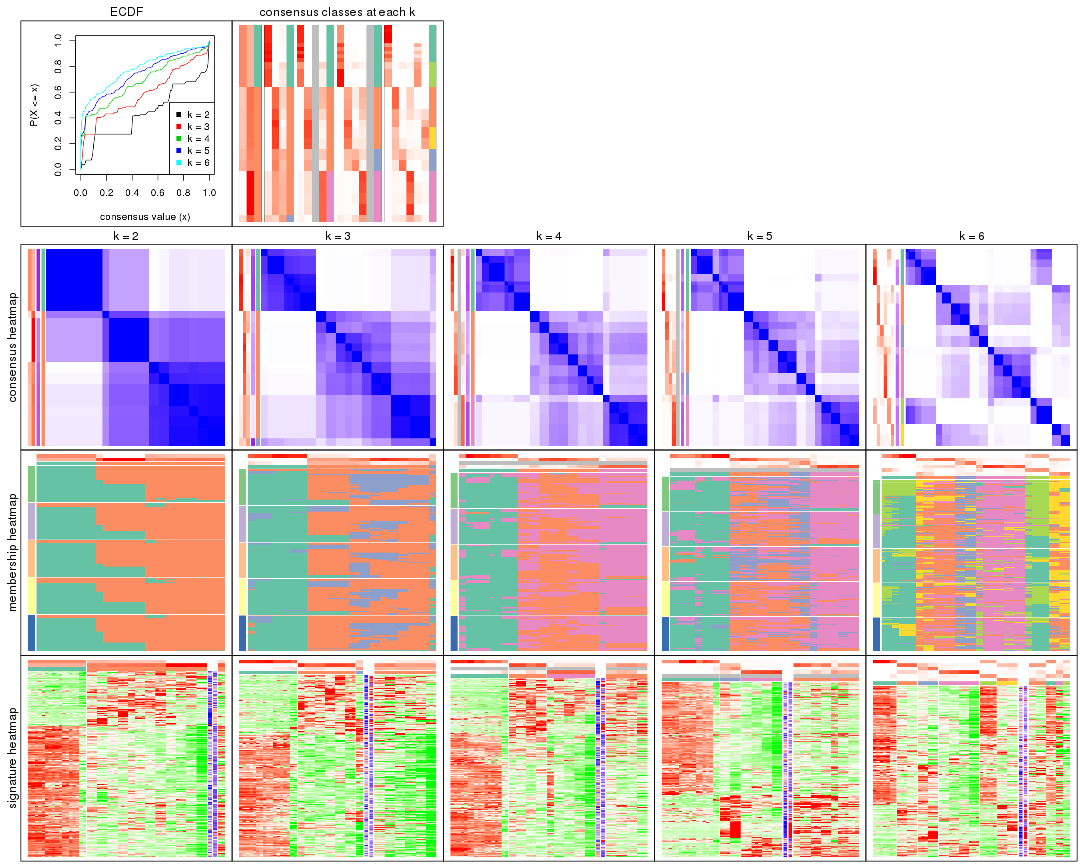 ECDF
consensus classes at each k
P(X <= x)
0.0 0.2 0.4 0.6 0.8 1.0
k = 2
k = 3
k = 4
k = 5
k = 6
0.0 0.2 0.4 0.6 0.8 1.0
consensus value (x)
k = 2 k = 3 k = 4 k = 5 k = 6
consensus heatmap
membership heatmap
signature heatmap